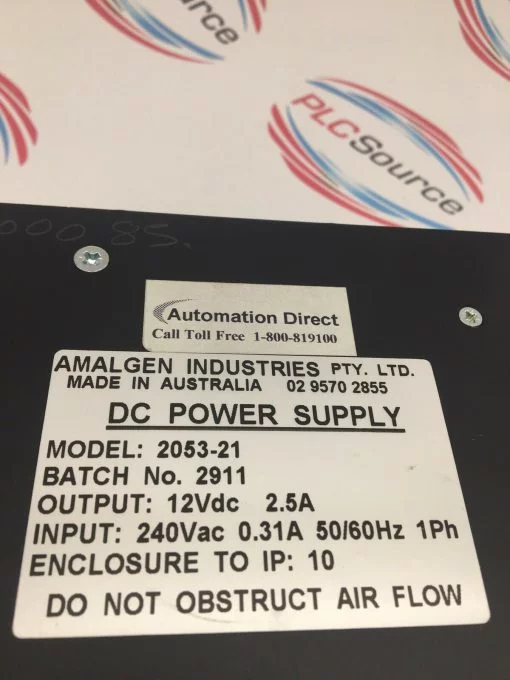 PLCSource
000 85.
Automation Direct
Call Toll Free 1-800-819100
AMALGEN INDUSTRIES PTY. LTD.
MADE IN AUSTRALIA 02 9570 2855
DC POWER SUPPLY
MODEL: 2053-21
BATCH No. 2911
OUTPUT: 12Vdc 2.5A
INPUT: 240Vac 0.31A 50/60Hz 1Ph
ENCLOSURE TO IP: 10
DO NOT OBSTRUCT AIR FLOW